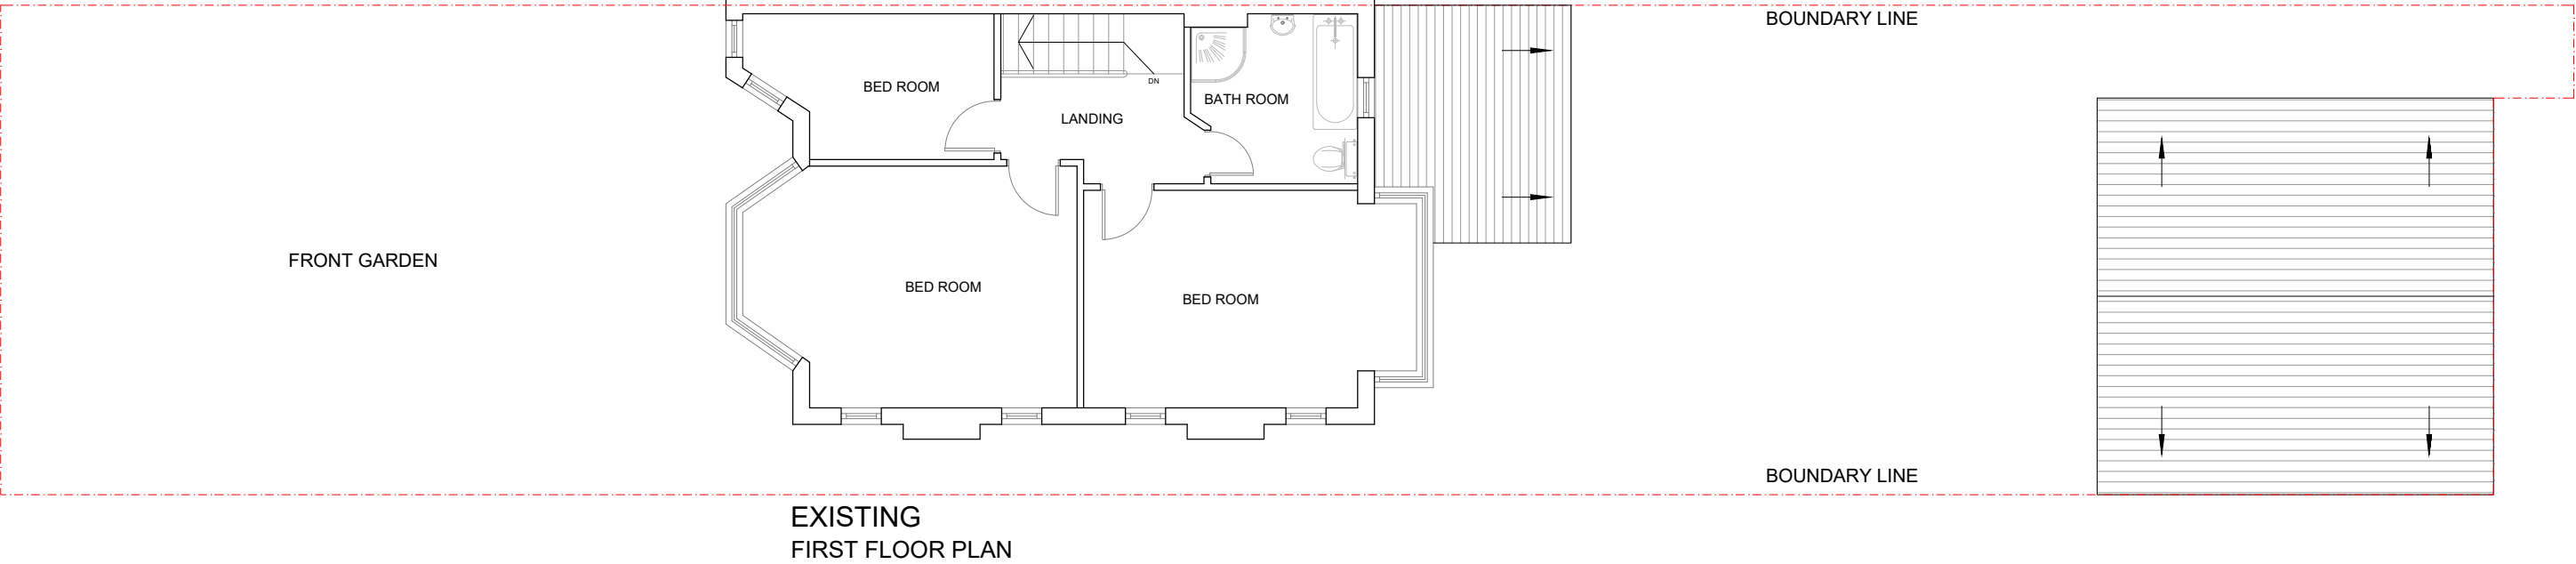 BOUNDARY LINE
BED ROOM
DN
BATH ROOM
LANDING
FRONT GARDEN
BED ROOM
BED ROOM
BOUNDARY LINE
EXISTING
FIRST FLOOR PLAN